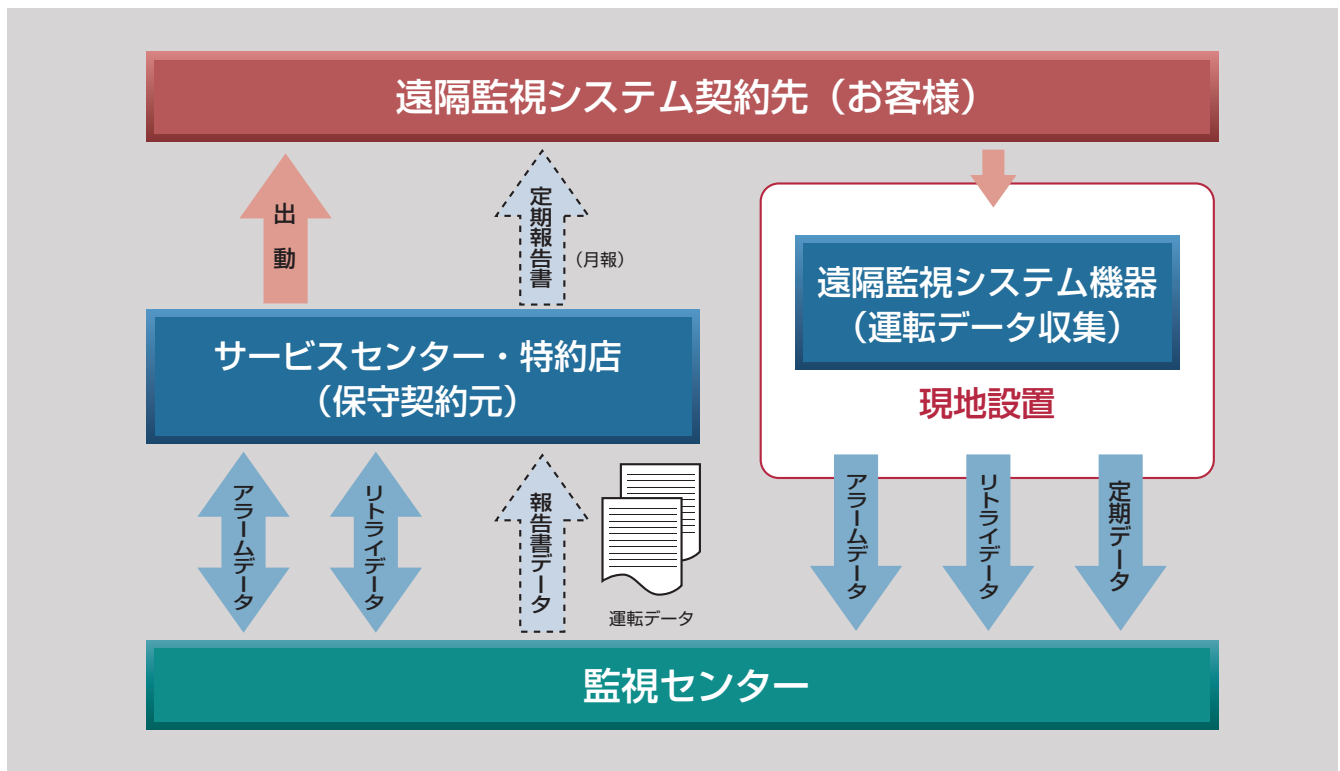 遠隔監視システム契約先（お客様）
出動
定期報告書
（月報）
遠隔監視システム機器
（運転データ収集）
現地設置
サービスセンター・特約店
（保守契約元）
アラームデータ
リトライデータ
報告書データ
運転データ
アラームデータ
リトライデータ
定期データ
監視センター